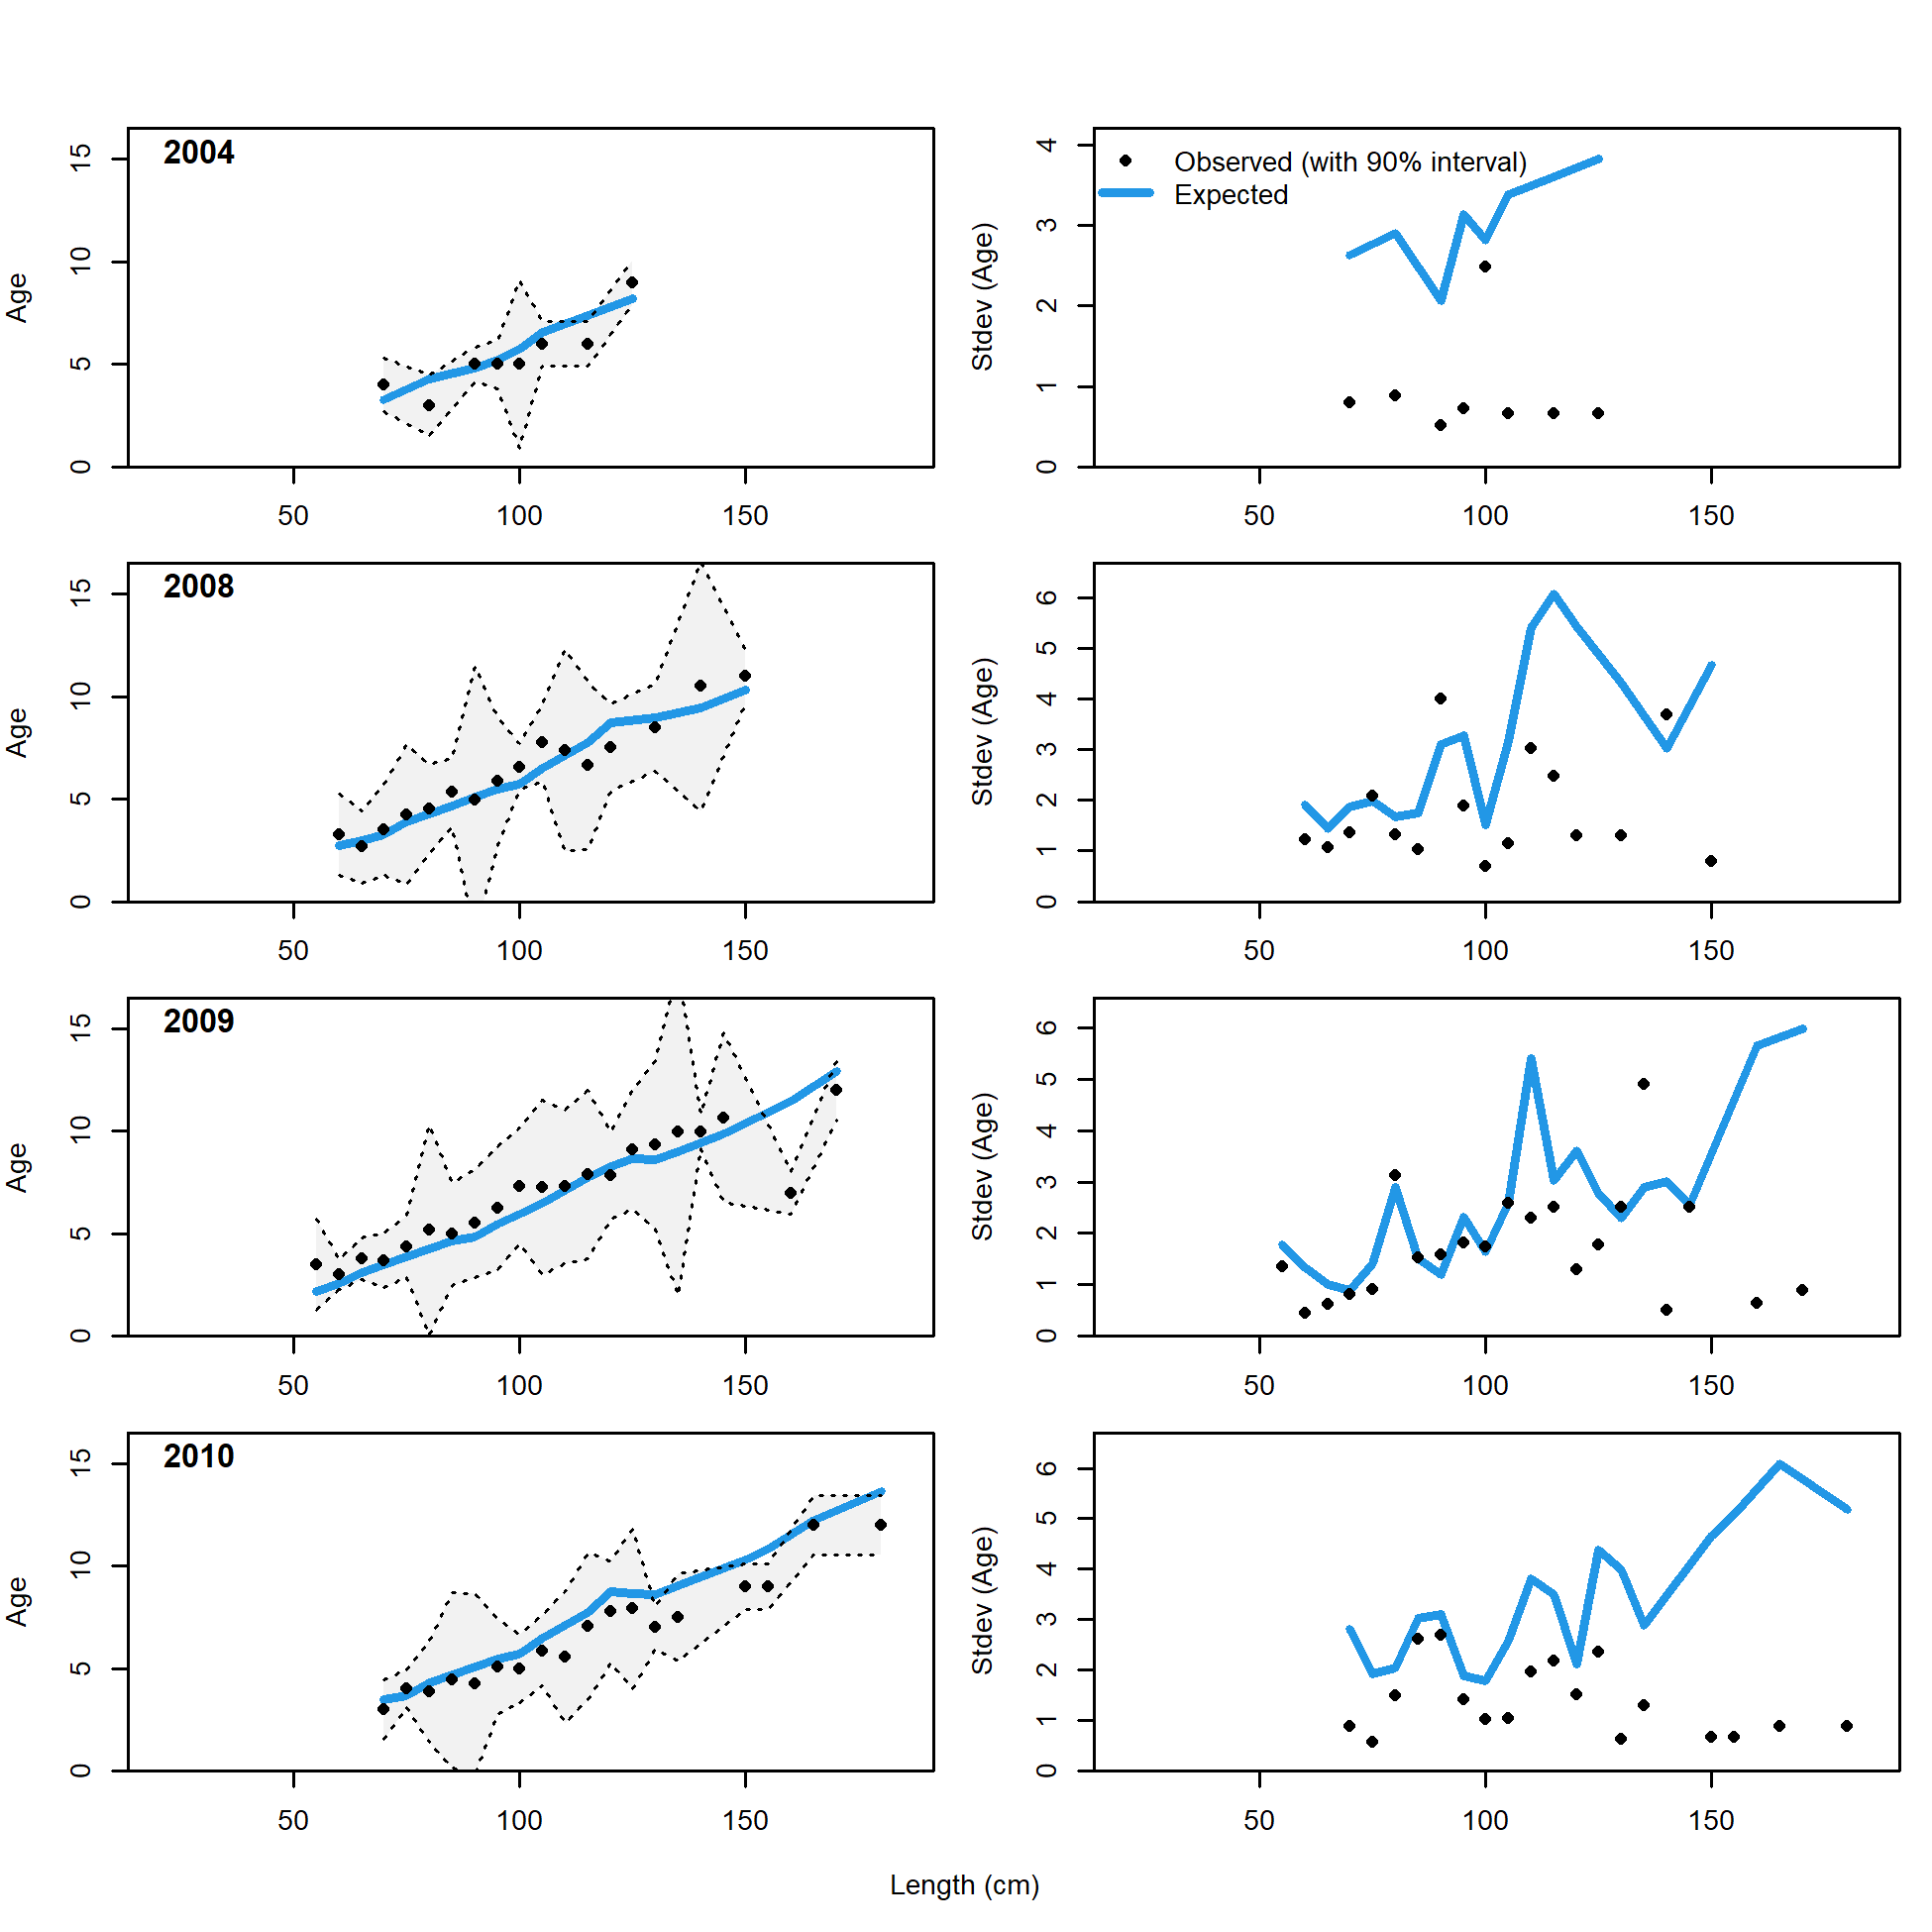 2004
Age
0 5 10 15
50 100 150
Observed (with 90% interval)
Expected
Stdev (Age)
0 1 2 3 4
50 100 150
2008
Age
0 5 10 15
50 100 150
Stdev (Age)
0 1 2 3 4 5 6
50 100 150
2009
Age
0 5 10 15
50 100 150
Stdev (Age)
0 1 2 3 4 5 6
50 100 150
2010
Age
0 5 10 15
50 100 150
Stdev (Age)
0 1 2 3 4 5 6
50 100 150
Length (cm)